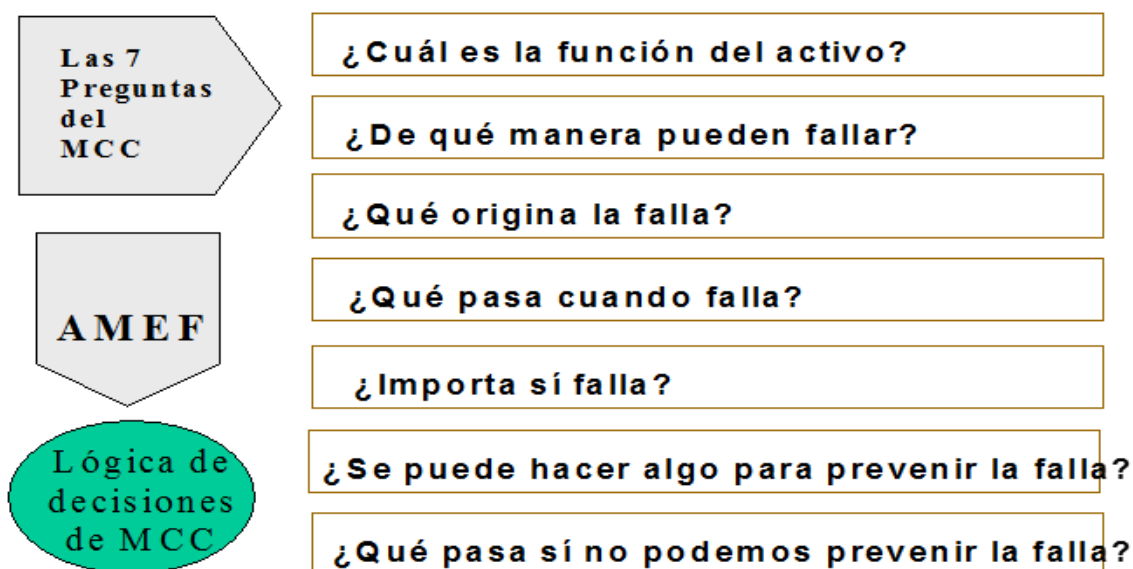 Las 7
Preguntas
del
MCC
¿Cuál es la función del activo?
¿De qué manera pueden fallar?
¿Qué origina la falla?
¿Qué pasa cuando falla?
¿Importa sí falla?
¿Se puede hacer algo para prevenir la falla?
¿Qué pasa sí no podemos prevenir la falla?
AMEF
Lógica de
decisiones
de MCC